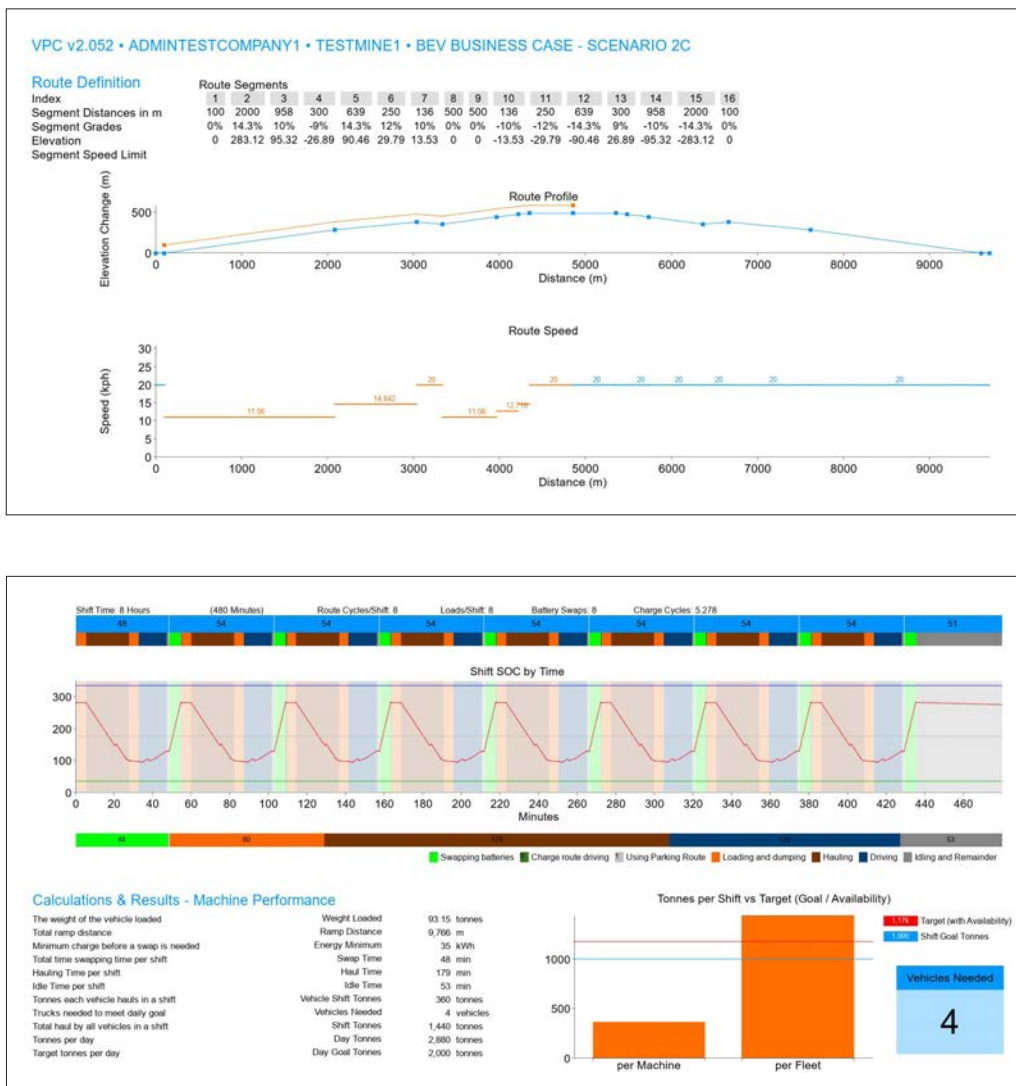 VPC v2.052 • ADMINTESTCOMPANY1 • TESTMINE1 • BEV BUSINESS CASE - SCENARIO 2C
Route Definition Route Segments
Index 1 2 3 4 5 6 7 8 9 10 11 12 13 14 15 16
Segment Distances in m 100 2000 958 300 639 250 136 500 500 136 250 639 300 958 2000 100
Segment Grades 0% 14.3% 10% -9% 14.3% 12% 10% 0% 0% -10% -12% -14.3% 9% -10% -14.3% 0%
Elevation 0 283.12 95.32 -26.89 90.46 29.79 13.53 0 0 -13.53 -29.79 -90.46 26.89 -95.32 -283.12 0
Segment Speed Limit
Route Profile
Elevation Change (m)
500
0
0 1000 2000 3000 4000 5000 6000 7000 8000 9000
Distance (m)
Route Speed
Speed (kph)
30
25
20
15
10
5
0
11.06 14.642 20 11.06 20 20 20 20 20 20 20
0 1000 2000 3000 4000 5000 6000 7000 8000 9000
Distance (m)
Shift Time: 8 Hours (480 Minutes) Route Cycles/Shift: 8 Loads/Shift: 8 Battery Swaps: 8 Charge Cycles: 5.278
48 54 54 54 54 54 54 54 51
Shift SOC by Time
300
200
100
0
0 20 40 60 80 100 120 140 160 180 200 220 240 260 280 300 320 340 360 380 400 420 440 460
Minutes
80 179 53
Swapping batteries Charge route driving Using Parking Route Loading and dumping Hauling Driving Idling and Remainder
Calculations & Results - Machine Performance
The weight of the vehicle loaded Weight Loaded 93.15 tonnes
Total ramp distance Ramp Distance 9,766 m
Minimum charge before a swap is needed Energy Minimum 35 kWh
Total time swapping time per shift Swap Time 48 min
Hauling Time per shift Haul Time 179 min
Idle Time per shift Idle Time 53 min
Tonnes each vehicle hauls in a shift Vehicle Shift Tonnes 360 tonnes
Trucks needed to meet daily goal Vehicles Needed 4 vehicles
Total haul by all vehicles in a shift Shift Tonnes 1,440 tonnes
Tonnes per day Day Tonnes 2,880 tonnes
Target tonnes per day Day Goal Tonnes 2,000 tonnes
Tonnes per Shift vs Target (Goal / Availability)
1000
500
0
per Machine per Fleet
1,176 Target (with Availability)
1,000 Shift Goal Tonnes
Vehicles Needed
4